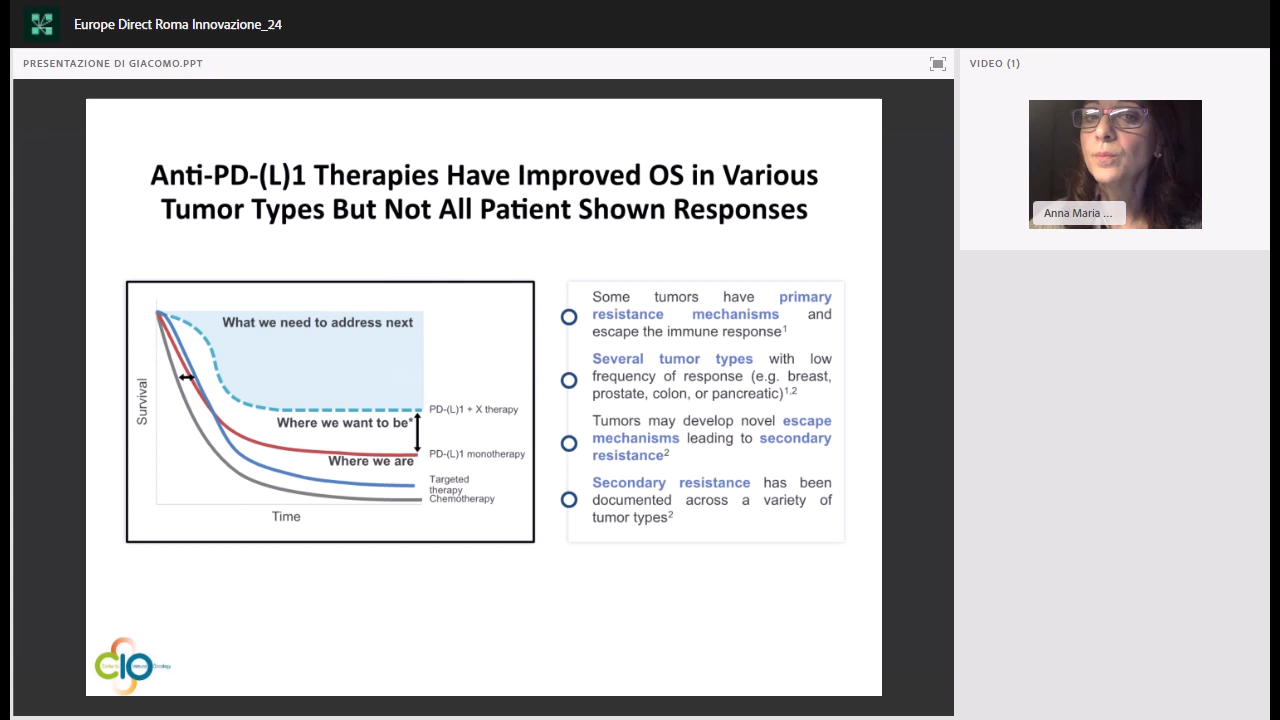 Europe Direct Roma Innovazione_24
PRESENTAZIONE DI GIACOMO.PPT
VIDEO (1)
Anna Maria ...
Anti-PD-(L)1 Therapies Have Improved OS in Various
Tumor Types But Not All Patient Shown Responses
What we need to address next
Survival
PD-(L)1 + X therapy
Where we want to be*
PD-(L)1 monotherapy
Where we are
Targeted
therapy
Chemotherapy
Time
Some tumors have primary
resistance mechanisms and
escape the immune response1
Several tumor types with low
frequency of response (e.g. breast,
prostate, colon, or pancreatic)1,2
Tumors may develop novel escape
mechanisms leading to secondary
resistance2
Secondary resistance has been
documented across a variety of
tumor types2
CIO